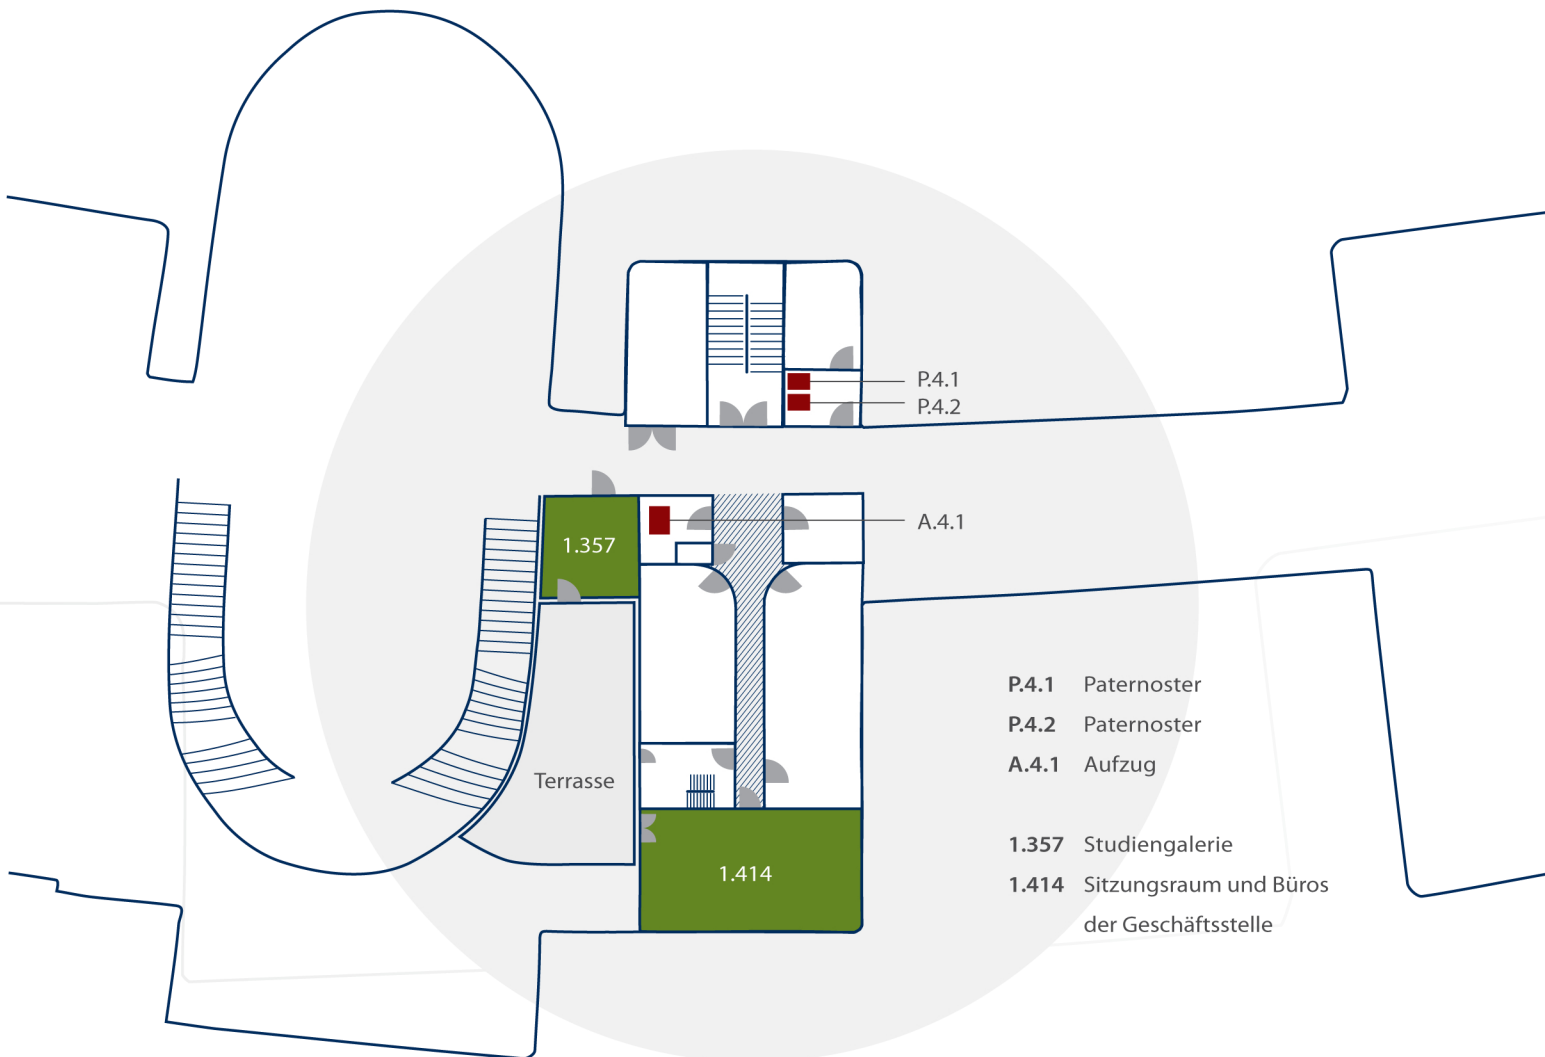 P.4.1
P.4.2
1.357
A.4.1
Terrasse
1.414
P.4.1 Paternoster
P.4.2 Paternoster
A.4.1 Aufzug
1.357 Studiengalerie
1.414 Sitzungsraum und Büros
der Geschäftsstelle